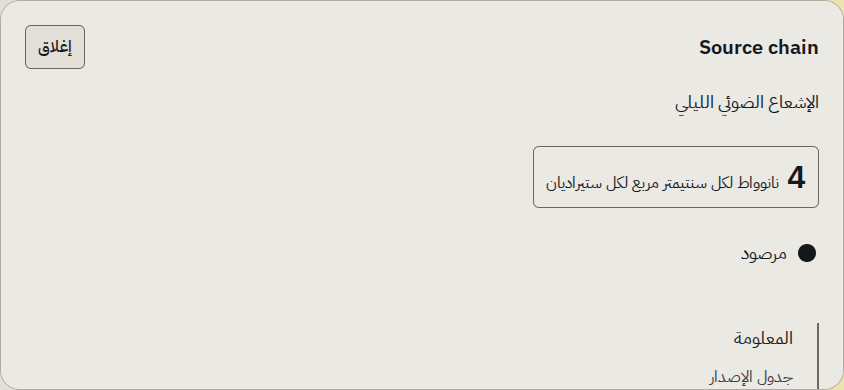 Source chain
إغلاق
الإشعاع الضوئي الليلي
4 نانوواط لكل سنتيمتر مربع لكل ستيراديان
مرصود
المعلومة
جدول الإصدار